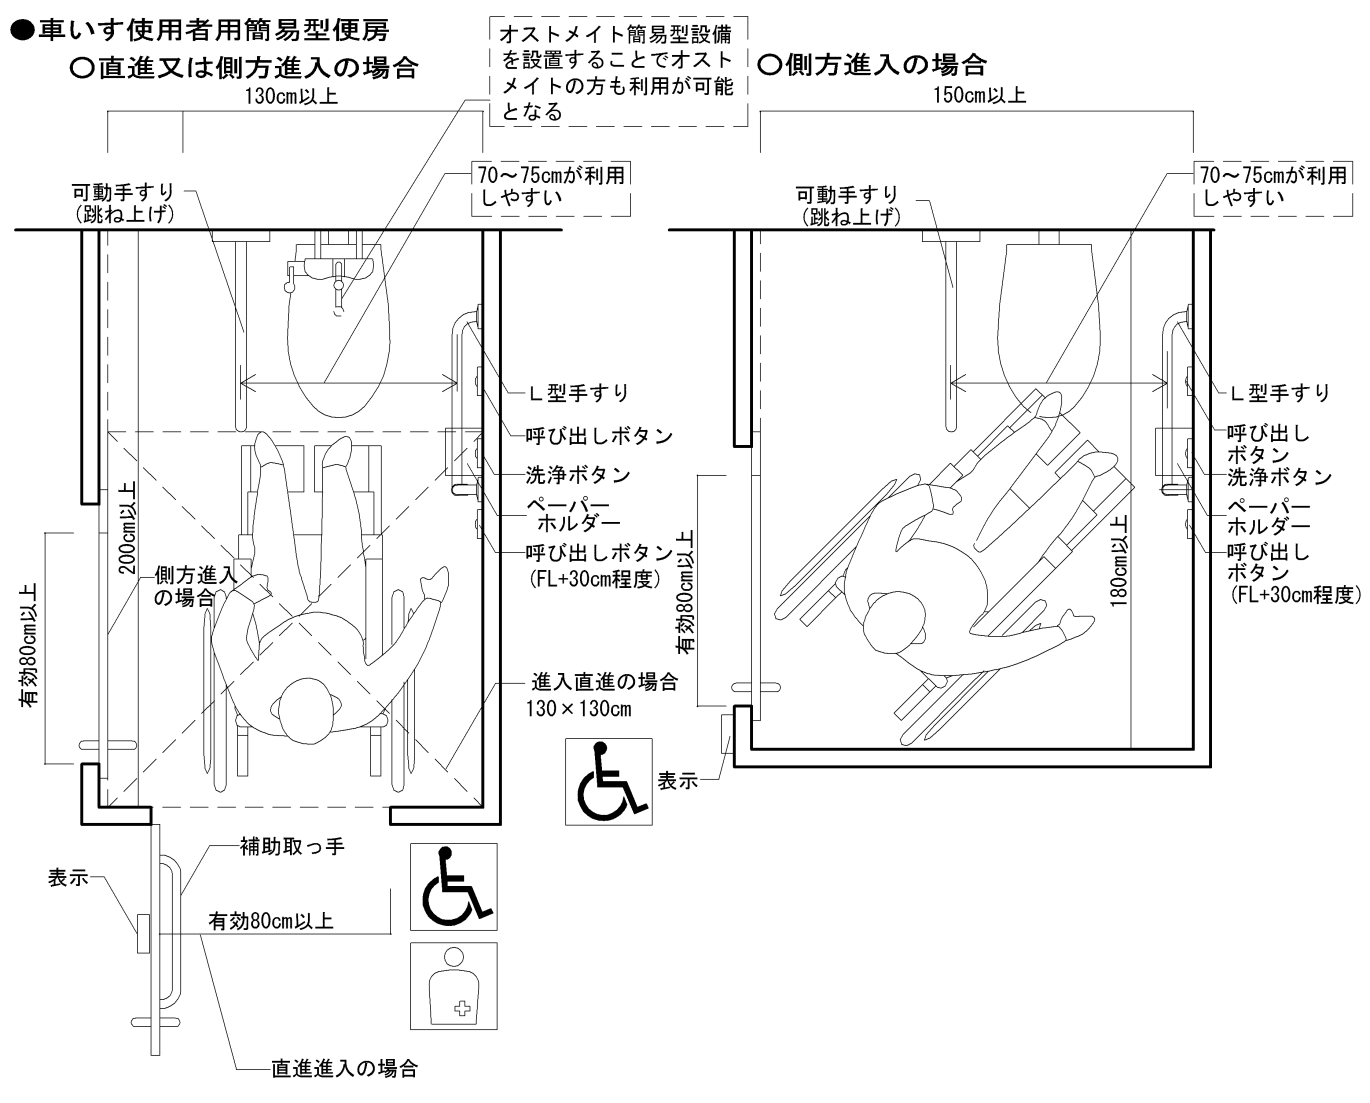 ●車いす使用者用簡易型便房
○直進又は側方進入の場合
130cm以上
オストメイト簡易型設備
を設置することでオスト
メイトの方も利用が可能
となる
70～75cmが利用
しやすい
可動手すり
(跳ね上げ)
L型手すり
呼び出しボタン
洗浄ボタン
ペーパー
ホルダー
呼び出しボタン
(FL+30cm程度)
200cm以上
側方進入
の場合
有効80cm以上
進入直進の場合
130×130cm
補助取っ手
表示
有効80cm以上
直進進入の場合
○側方進入の場合
150cm以上
70～75cmが利用
しやすい
可動手すり
(跳ね上げ)
L型手すり
呼び出し
ボタン
洗浄ボタン
ペーパー
ホルダー
呼び出し
ボタン
(FL+30cm程度)
180cm以上
有効80cm以上
表示